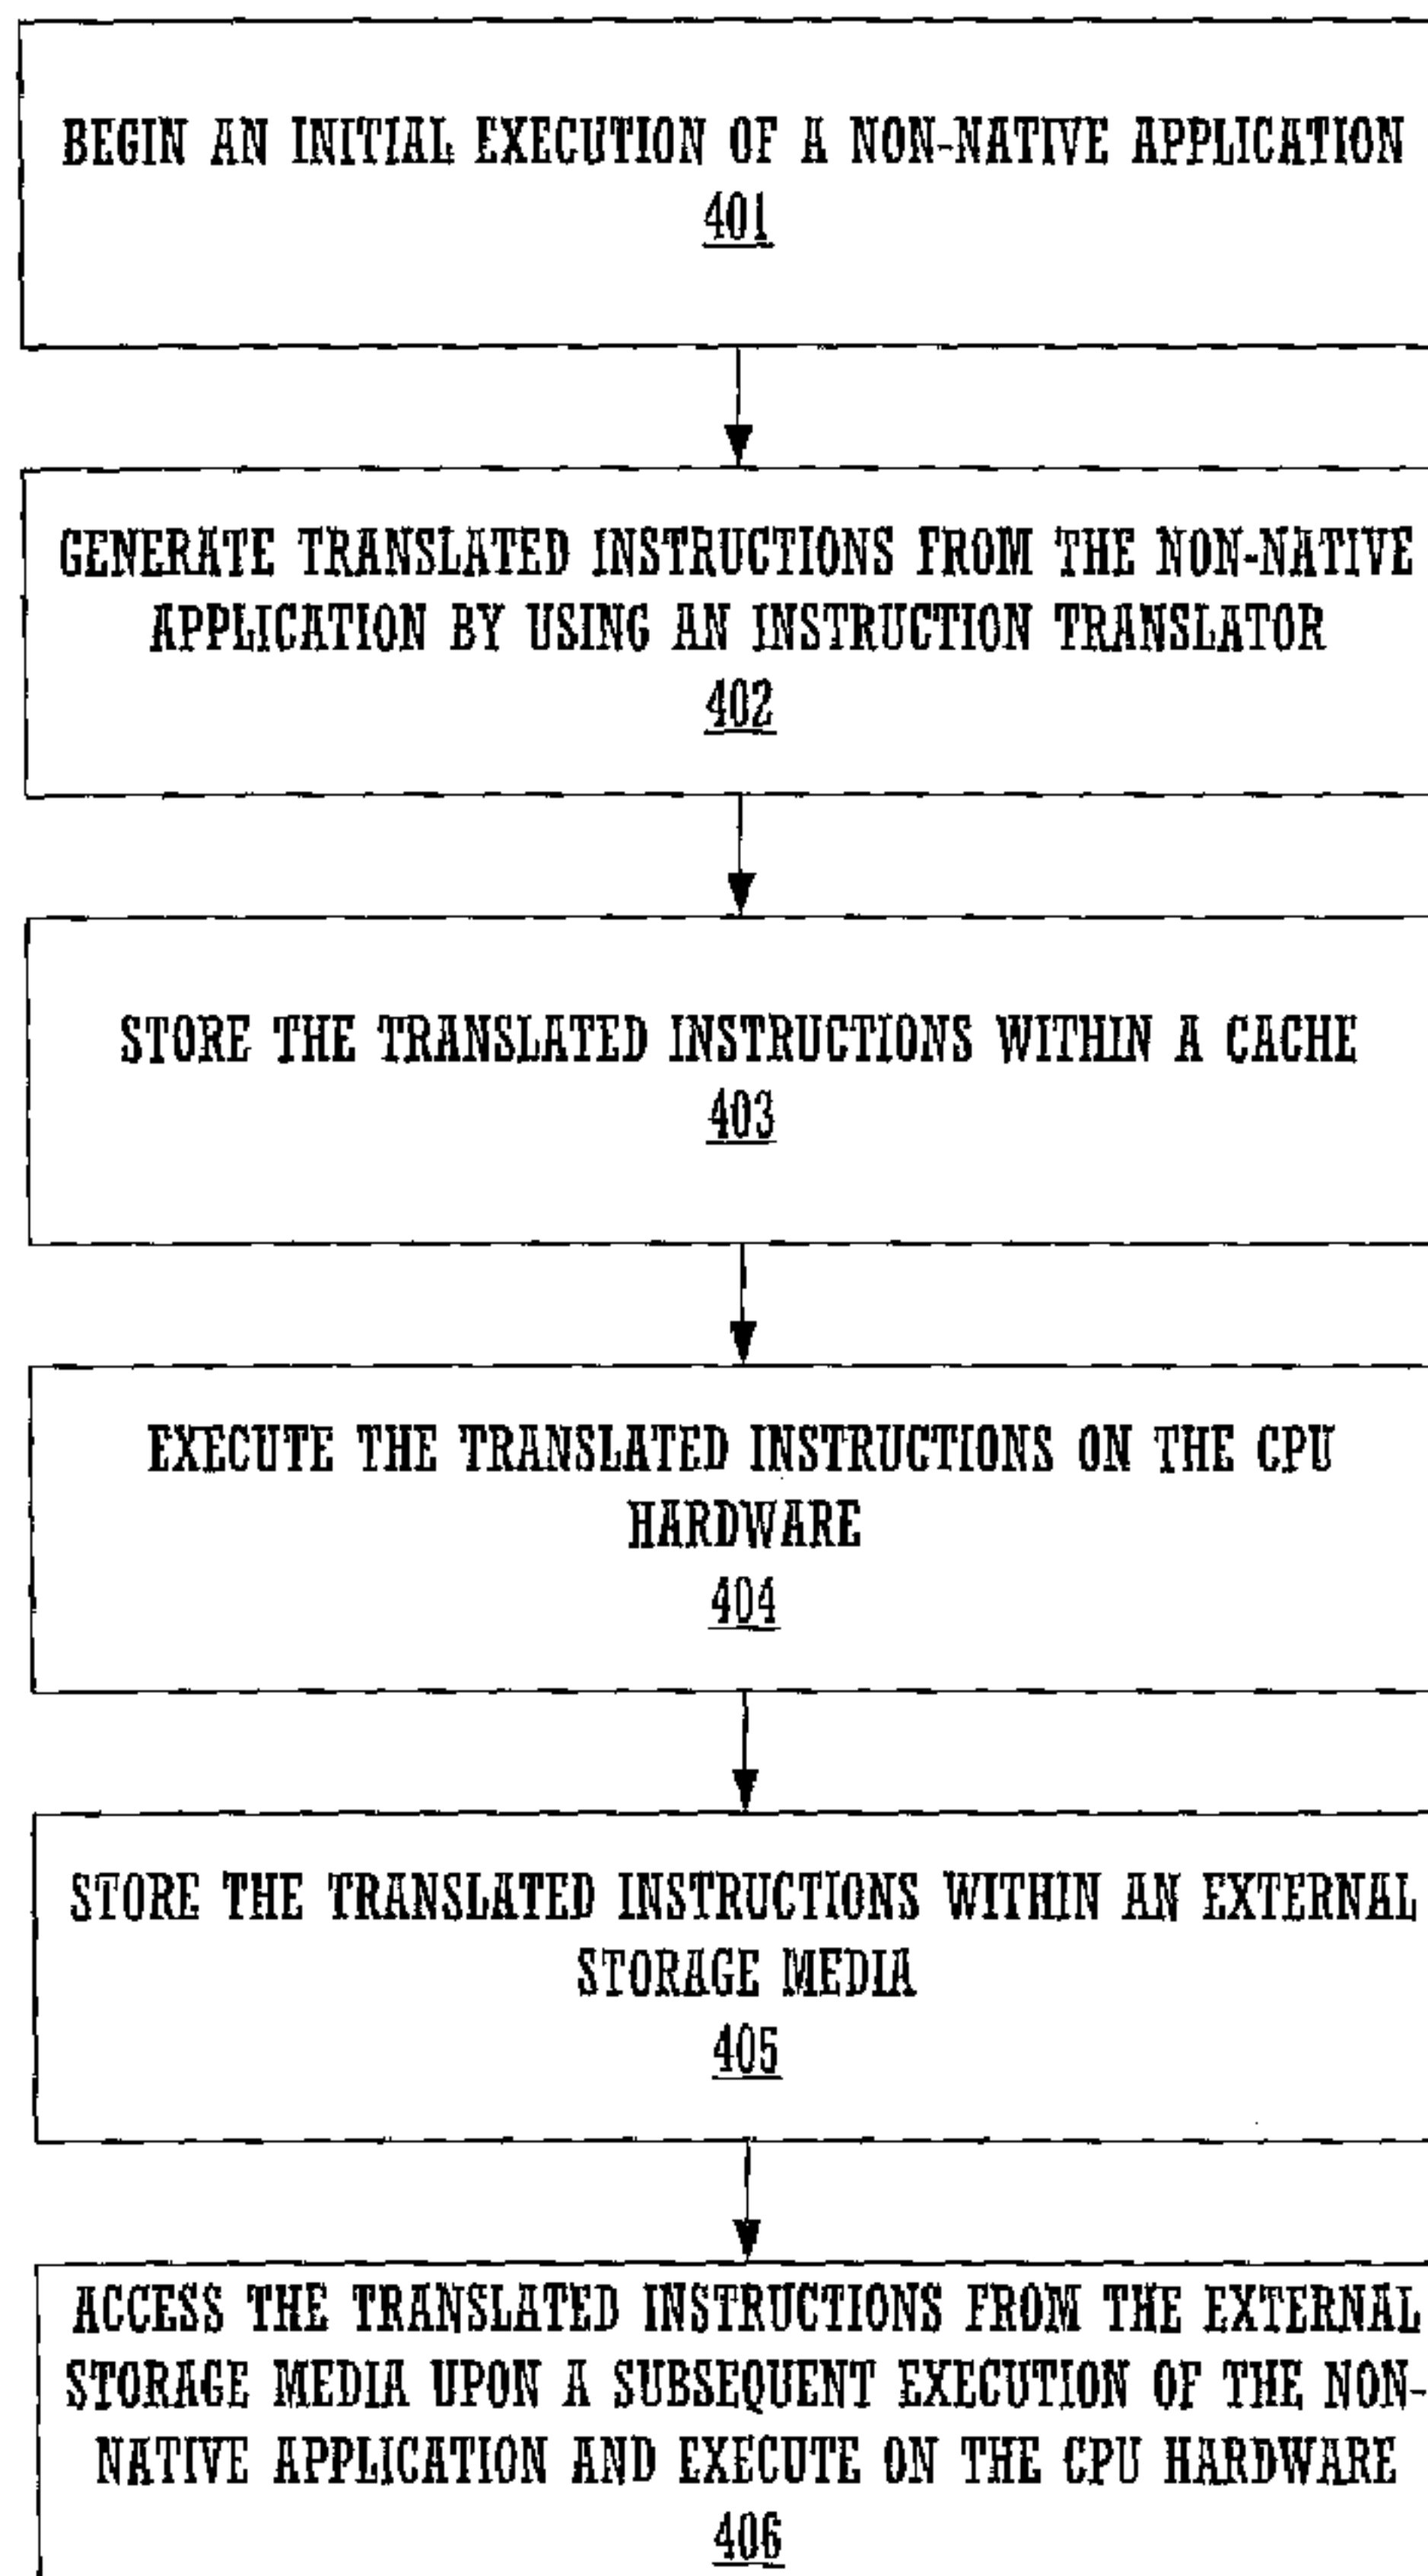 BEGIN AN INITIAL EXECUTION OF A NON-NATIVE APPLICATION
401
GENERATE TRANSLATED INSTRUCTIONS FROM THE NON-NATIVE
APPLICATION BY USING AN INSTRUCTION TRANSLATOR
402
STORE THE TRANSLATED INSTRUCTIONS WITHIN A CACHE
403
EXECUTE THE TRANSLATED INSTRUCTIONS ON THE CPU
HARDWARE
404
STORE THE TRANSLATED INSTRUCTIONS WITHIN AN EXTERNAL
STORAGE MEDIA
405
ACCESS THE TRANSLATED INSTRUCTIONS FROM THE EXTERNAL
STORAGE MEDIA UPON A SUBSEQUENT EXECUTION OF THE NON-
NATIVE APPLICATION AND EXECUTE ON THE CPU HARDWARE
406